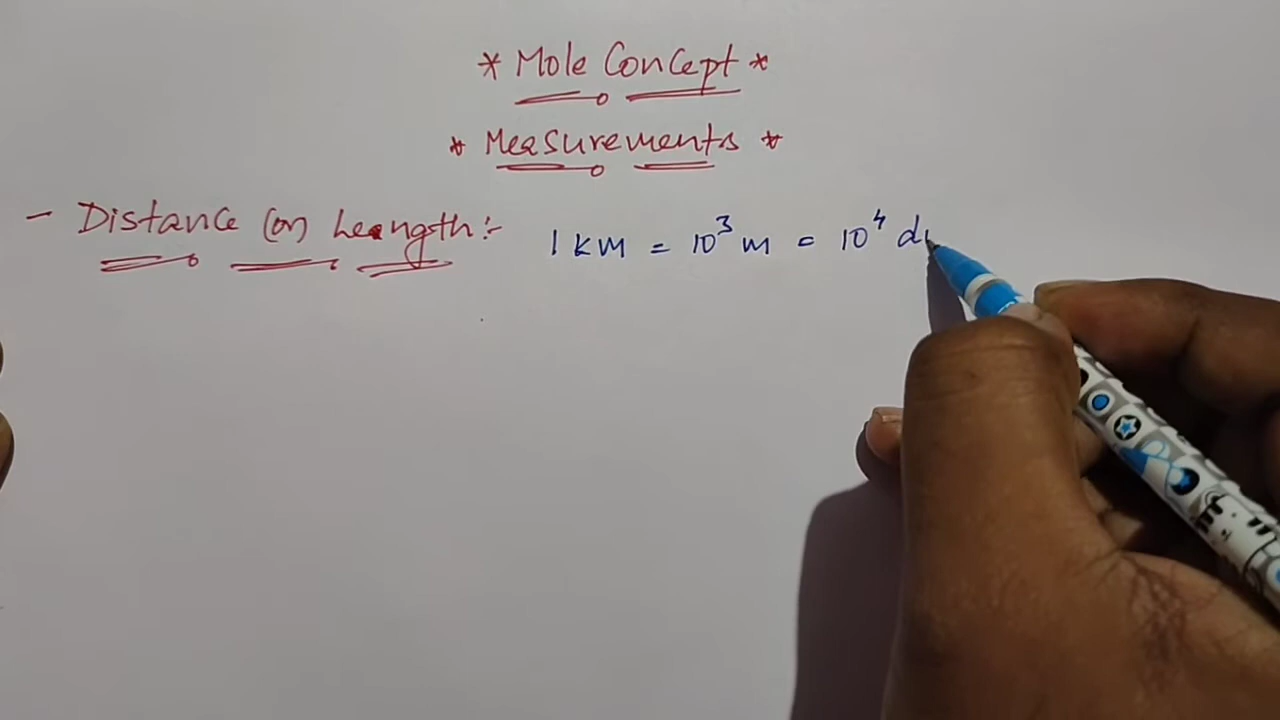 * Mole Concept *
* Measurements *
- Distance (or) Length :- 1 km = 10³ m = 10⁴ d